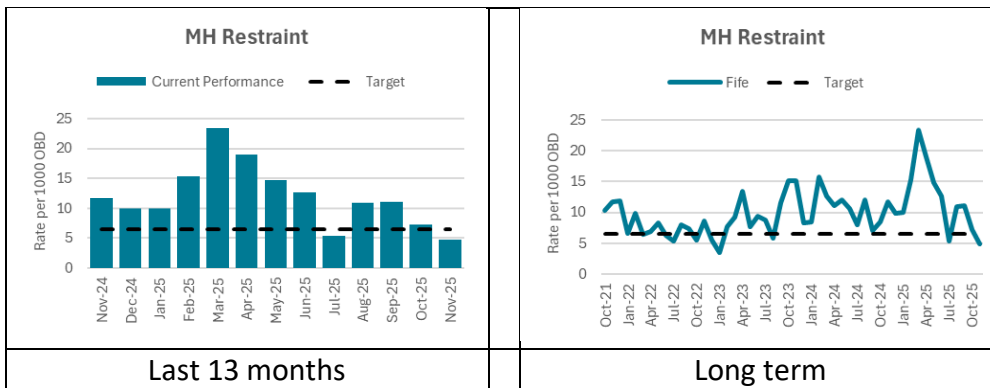 MH Restraint
Current Performance
Target
Rate per 1000 OBD
25
20
15
10
5
0
Nov-24
Dec-24
Jan-25
Feb-25
Mar-25
Apr-25
May-25
Jun-25
Jul-25
Aug-25
Sep-25
Oct-25
Nov-25
Last 13 months
MH Restraint
Fife
Target
Rate per 1000 OBD
25
20
15
10
5
0
Oct-21
Jan-22
Apr-22
Jul-22
Oct-22
Jan-23
Apr-23
Jul-23
Oct-23
Jan-24
Apr-24
Jul-24
Oct-24
Jan-25
Apr-25
Jul-25
Oct-25
Long term